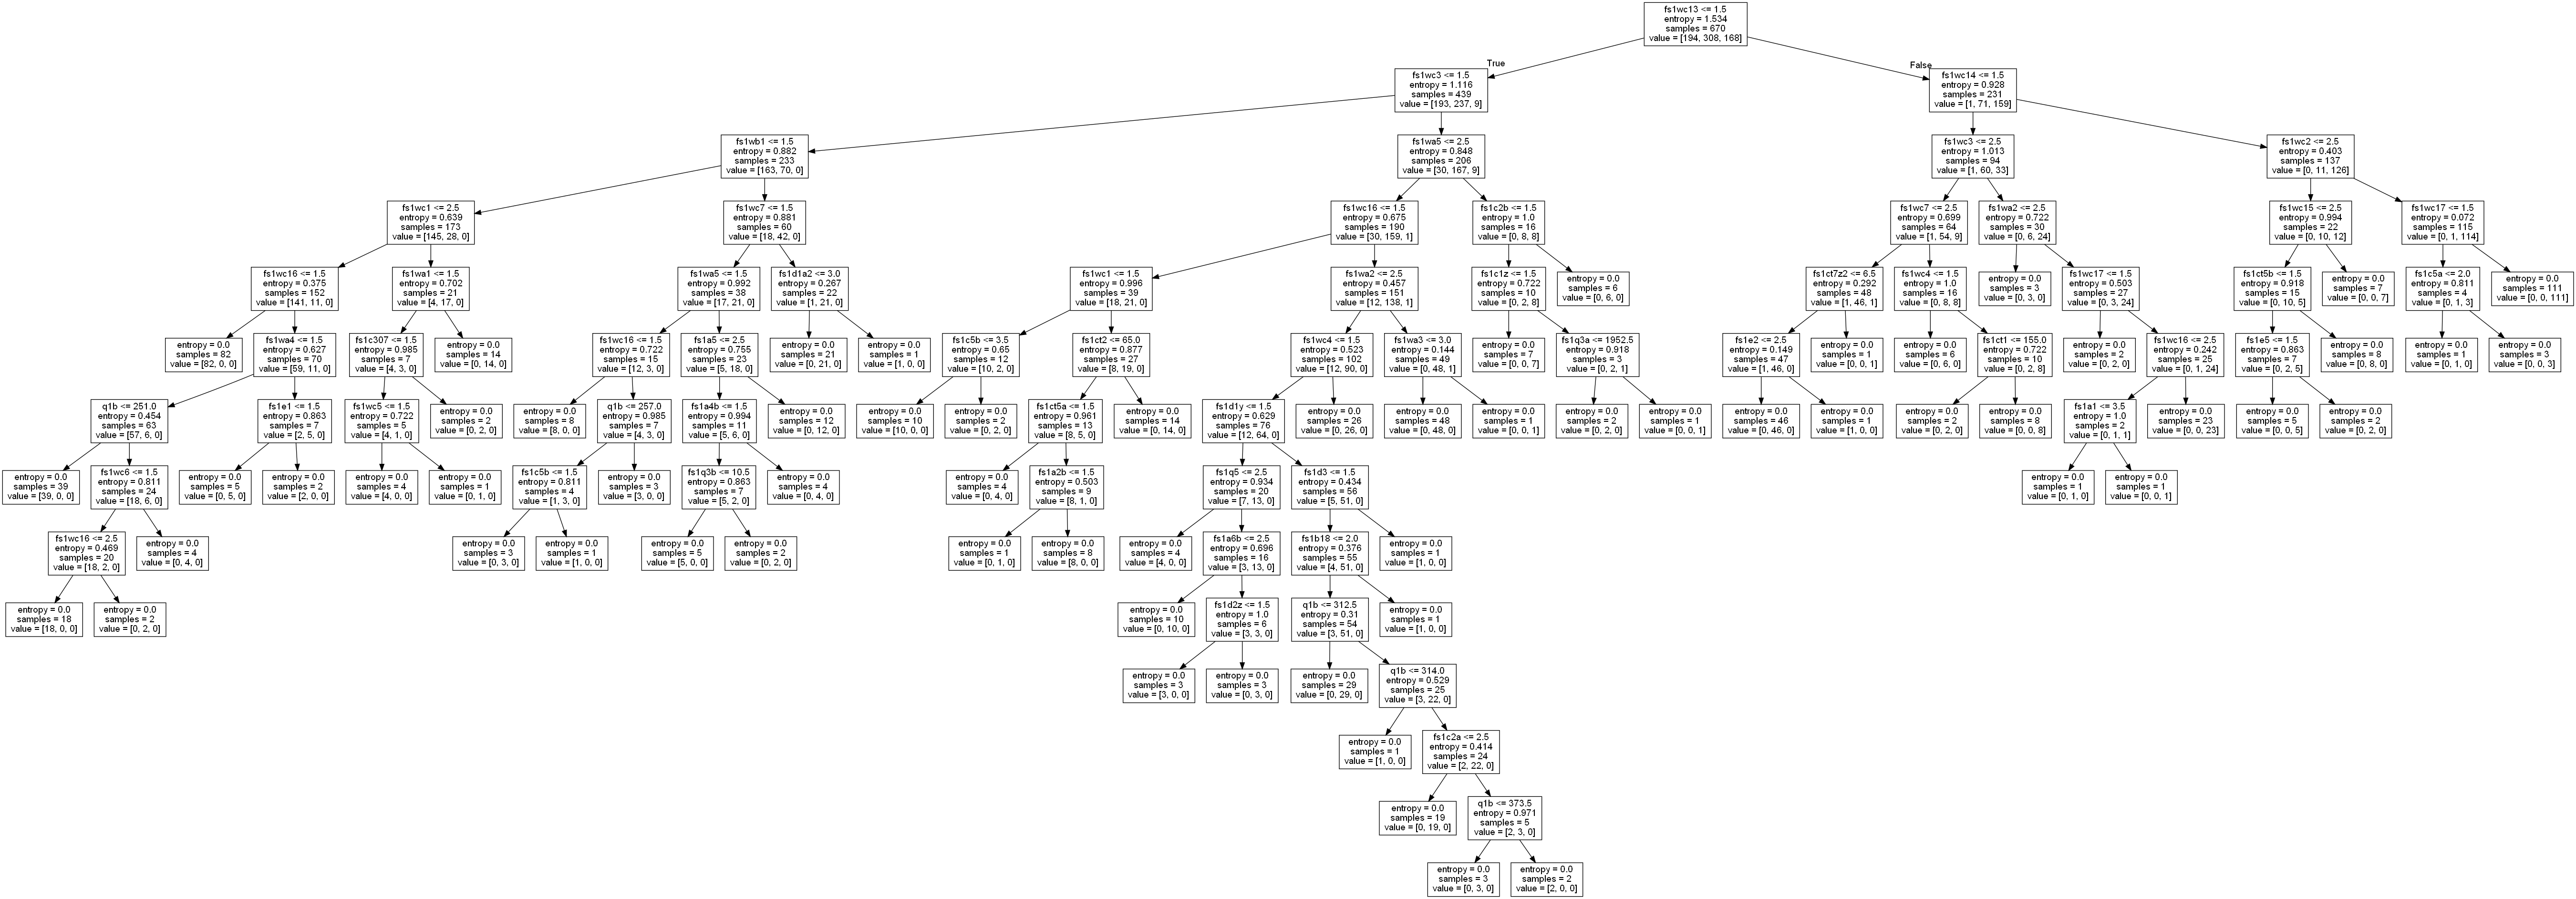 fs1wc13 <= 1.5
entropy = 1.534
samples = 670
value = [194, 308, 168]
True
False
fs1wc3 <= 1.5
entropy = 1.116
samples = 439
value = [193, 237, 9]
fs1wc14 <= 1.5
entropy = 0.928
samples = 231
value = [1, 71, 159]
fs1wb1 <= 1.5
entropy = 0.882
samples = 233
value = [163, 70, 0]
fs1wa5 <= 2.5
entropy = 0.848
samples = 206
value = [30, 167, 9]
fs1wc3 <= 2.5
entropy = 1.013
samples = 94
value = [1, 60, 33]
fs1wc2 <= 2.5
entropy = 0.403
samples = 137
value = [0, 11, 126]
fs1wc1 <= 2.5
entropy = 0.639
samples = 173
value = [145, 28, 0]
fs1wc7 <= 1.5
entropy = 0.881
samples = 60
value = [18, 42, 0]
fs1wc16 <= 1.5
entropy = 0.675
samples = 190
value = [30, 159, 1]
fs1c2b <= 1.5
entropy = 1.0
samples = 16
value = [0, 8, 8]
fs1wc7 <= 2.5
entropy = 0.699
samples = 64
value = [1, 54, 9]
fs1wa2 <= 2.5
entropy = 0.722
samples = 30
value = [0, 6, 24]
fs1wc15 <= 2.5
entropy = 0.994
samples = 22
value = [0, 10, 12]
fs1wc17 <= 1.5
entropy = 0.072
samples = 115
value = [0, 1, 114]
fs1wc16 <= 1.5
entropy = 0.375
samples = 152
value = [141, 11, 0]
fs1wa1 <= 1.5
entropy = 0.702
samples = 21
value = [4, 17, 0]
fs1wa5 <= 1.5
entropy = 0.992
samples = 38
value = [17, 21, 0]
fs1d1a2 <= 3.0
entropy = 0.267
samples = 22
value = [1, 21, 0]
fs1wc1 <= 1.5
entropy = 0.996
samples = 39
value = [18, 21, 0]
fs1wa2 <= 2.5
entropy = 0.457
samples = 151
value = [12, 138, 1]
fs1c1z <= 1.5
entropy = 0.722
samples = 10
value = [0, 2, 8]
entropy = 0.0
samples = 6
value = [0, 6, 0]
fs1ct7z2 <= 6.5
entropy = 0.292
samples = 48
value = [1, 46, 1]
fs1wc4 <= 1.5
entropy = 1.0
samples = 16
value = [0, 8, 8]
entropy = 0.0
samples = 3
value = [0, 3, 0]
fs1wc17 <= 1.5
entropy = 0.503
samples = 27
value = [0, 3, 24]
fs1ct5b <= 1.5
entropy = 0.918
samples = 15
value = [0, 10, 5]
entropy = 0.0
samples = 7
value = [0, 0, 7]
fs1c5a <= 2.0
entropy = 0.811
samples = 4
value = [0, 1, 3]
entropy = 0.0
samples = 111
value = [0, 0, 111]
entropy = 0.0
samples = 82
value = [82, 0, 0]
fs1wa4 <= 1.5
entropy = 0.627
samples = 70
value = [59, 11, 0]
fs1c307 <= 1.5
entropy = 0.985
samples = 7
value = [4, 3, 0]
entropy = 0.0
samples = 14
value = [0, 14, 0]
fs1wc16 <= 1.5
entropy = 0.722
samples = 15
value = [12, 3, 0]
fs1a5 <= 2.5
entropy = 0.755
samples = 23
value = [5, 18, 0]
entropy = 0.0
samples = 21
value = [0, 21, 0]
entropy = 0.0
samples = 1
value = [1, 0, 0]
fs1c5b <= 3.5
entropy = 0.65
samples = 12
value = [10, 2, 0]
fs1ct2 <= 65.0
entropy = 0.877
samples = 27
value = [8, 19, 0]
fs1wc4 <= 1.5
entropy = 0.523
samples = 102
value = [12, 90, 0]
fs1wa3 <= 3.0
entropy = 0.144
samples = 49
value = [0, 48, 1]
entropy = 0.0
samples = 7
value = [0, 0, 7]
fs1q3a <= 1952.5
entropy = 0.918
samples = 3
value = [0, 2, 1]
fs1e2 <= 2.5
entropy = 0.149
samples = 47
value = [1, 46, 0]
entropy = 0.0
samples = 1
value = [0, 0, 1]
entropy = 0.0
samples = 6
value = [0, 6, 0]
fs1ct1 <= 155.0
entropy = 0.722
samples = 10
value = [0, 2, 8]
entropy = 0.0
samples = 2
value = [0, 2, 0]
fs1wc16 <= 2.5
entropy = 0.242
samples = 25
value = [0, 1, 24]
fs1e5 <= 1.5
entropy = 0.863
samples = 7
value = [0, 2, 5]
entropy = 0.0
samples = 8
value = [0, 8, 0]
entropy = 0.0
samples = 1
value = [0, 1, 0]
entropy = 0.0
samples = 3
value = [0, 0, 3]
q1b <= 251.0
entropy = 0.454
samples = 63
value = [57, 6, 0]
fs1e1 <= 1.5
entropy = 0.863
samples = 7
value = [2, 5, 0]
fs1wc5 <= 1.5
entropy = 0.722
samples = 5
value = [4, 1, 0]
entropy = 0.0
samples = 2
value = [0, 2, 0]
entropy = 0.0
samples = 8
value = [8, 0, 0]
q1b <= 257.0
entropy = 0.985
samples = 7
value = [4, 3, 0]
fs1a4b <= 1.5
entropy = 0.994
samples = 11
value = [5, 6, 0]
entropy = 0.0
samples = 12
value = [0, 12, 0]
entropy = 0.0
samples = 10
value = [10, 0, 0]
entropy = 0.0
samples = 2
value = [0, 2, 0]
fs1ct5a <= 1.5
entropy = 0.961
samples = 13
value = [8, 5, 0]
entropy = 0.0
samples = 14
value = [0, 14, 0]
fs1d1y <= 1.5
entropy = 0.629
samples = 76
value = [12, 64, 0]
entropy = 0.0
samples = 26
value = [0, 26, 0]
entropy = 0.0
samples = 48
value = [0, 48, 0]
entropy = 0.0
samples = 1
value = [0, 0, 1]
entropy = 0.0
samples = 2
value = [0, 2, 0]
entropy = 0.0
samples = 1
value = [0, 0, 1]
entropy = 0.0
samples = 46
value = [0, 46, 0]
entropy = 0.0
samples = 1
value = [1, 0, 0]
entropy = 0.0
samples = 2
value = [0, 2, 0]
entropy = 0.0
samples = 8
value = [0, 0, 8]
fs1a1 <= 3.5
entropy = 1.0
samples = 2
value = [0, 1, 1]
entropy = 0.0
samples = 23
value = [0, 0, 23]
entropy = 0.0
samples = 5
value = [0, 0, 5]
entropy = 0.0
samples = 2
value = [0, 2, 0]
entropy = 0.0
samples = 39
value = [39, 0, 0]
fs1wc6 <= 1.5
entropy = 0.811
samples = 24
value = [18, 6, 0]
entropy = 0.0
samples = 5
value = [0, 5, 0]
entropy = 0.0
samples = 2
value = [2, 0, 0]
entropy = 0.0
samples = 4
value = [4, 0, 0]
entropy = 0.0
samples = 1
value = [0, 1, 0]
fs1c5b <= 1.5
entropy = 0.811
samples = 4
value = [1, 3, 0]
entropy = 0.0
samples = 3
value = [3, 0, 0]
fs1q3b <= 10.5
entropy = 0.863
samples = 7
value = [5, 2, 0]
entropy = 0.0
samples = 4
value = [0, 4, 0]
entropy = 0.0
samples = 4
value = [0, 4, 0]
fs1a2b <= 1.5
entropy = 0.503
samples = 9
value = [8, 1, 0]
fs1q5 <= 2.5
entropy = 0.934
samples = 20
value = [7, 13, 0]
fs1d3 <= 1.5
entropy = 0.434
samples = 56
value = [5, 51, 0]
entropy = 0.0
samples = 1
value = [0, 1, 0]
entropy = 0.0
samples = 1
value = [0, 0, 1]
fs1wc16 <= 2.5
entropy = 0.469
samples = 20
value = [18, 2, 0]
entropy = 0.0
samples = 4
value = [0, 4, 0]
entropy = 0.0
samples = 3
value = [0, 3, 0]
entropy = 0.0
samples = 1
value = [1, 0, 0]
entropy = 0.0
samples = 5
value = [5, 0, 0]
entropy = 0.0
samples = 2
value = [0, 2, 0]
entropy = 0.0
samples = 1
value = [0, 1, 0]
entropy = 0.0
samples = 8
value = [8, 0, 0]
entropy = 0.0
samples = 4
value = [4, 0, 0]
fs1a6b <= 2.5
entropy = 0.696
samples = 16
value = [3, 13, 0]
fs1b18 <= 2.0
entropy = 0.376
samples = 55
value = [4, 51, 0]
entropy = 0.0
samples = 1
value = [1, 0, 0]
entropy = 0.0
samples = 18
value = [18, 0, 0]
entropy = 0.0
samples = 2
value = [0, 2, 0]
entropy = 0.0
samples = 10
value = [0, 10, 0]
fs1d2z <= 1.5
entropy = 1.0
samples = 6
value = [3, 3, 0]
q1b <= 312.5
entropy = 0.31
samples = 54
value = [3, 51, 0]
entropy = 0.0
samples = 1
value = [1, 0, 0]
entropy = 0.0
samples = 3
value = [3, 0, 0]
entropy = 0.0
samples = 3
value = [0, 3, 0]
entropy = 0.0
samples = 29
value = [0, 29, 0]
q1b <= 314.0
entropy = 0.529
samples = 25
value = [3, 22, 0]
entropy = 0.0
samples = 1
value = [1, 0, 0]
fs1c2a <= 2.5
entropy = 0.414
samples = 24
value = [2, 22, 0]
entropy = 0.0
samples = 19
value = [0, 19, 0]
q1b <= 373.5
entropy = 0.971
samples = 5
value = [2, 3, 0]
entropy = 0.0
samples = 3
value = [0, 3, 0]
entropy = 0.0
samples = 2
value = [2, 0, 0]